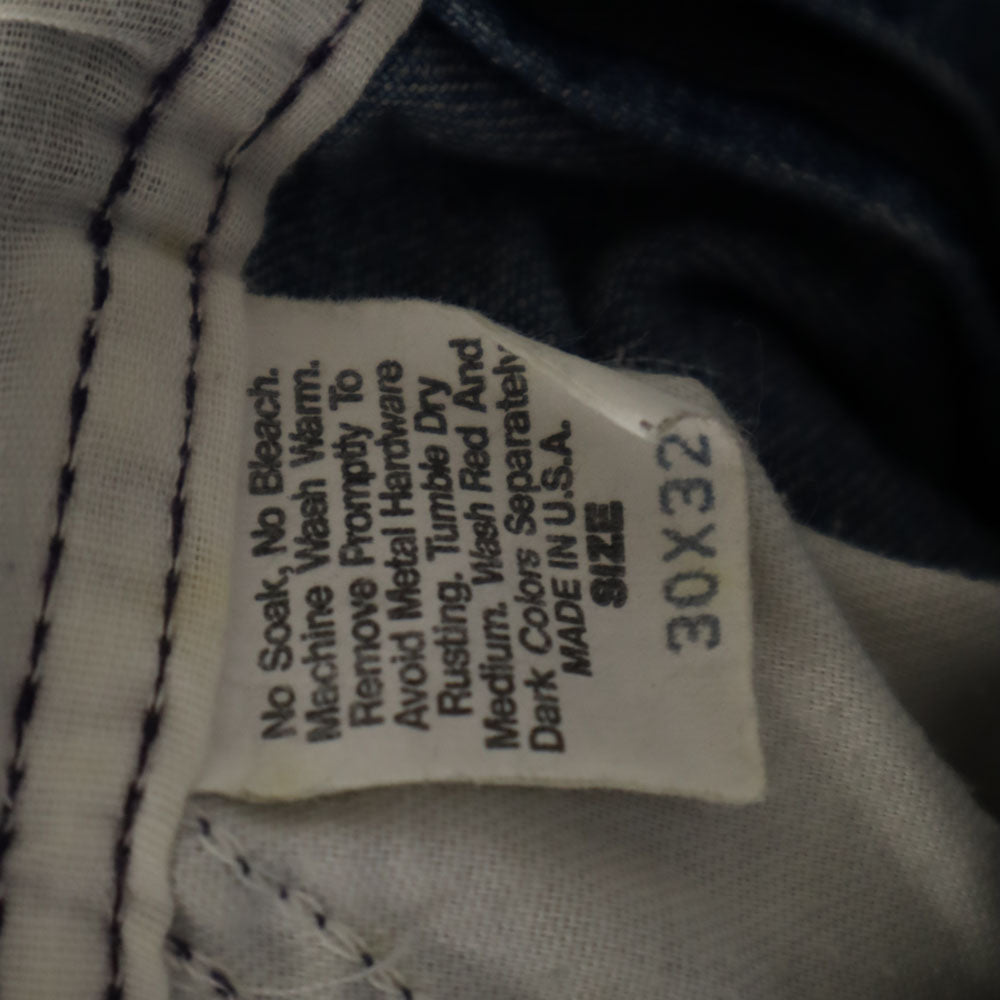 No Soak, No Bleach.
Machine Wash Warm.
Remove Promptly To
Avoid Metal Hardware
Rusting. Tumble Dry
Medium. Wash Red And
Dark Colors Separately
MADE IN U.S.A.
SIZE
30X32